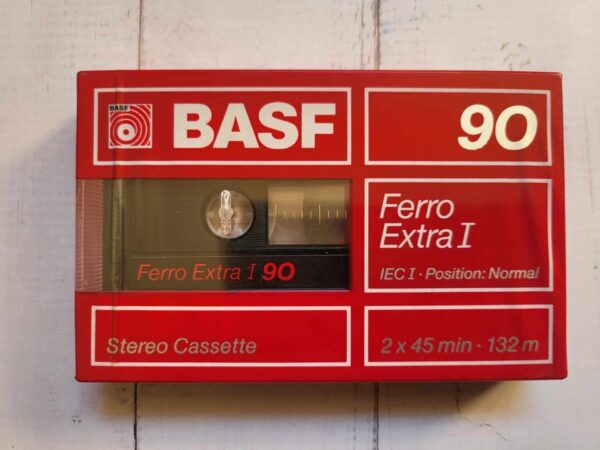 BASF
BASF
90
Ferro
Extra I
IEC I · Position: Normal
Ferro Extra I 90
Stereo Cassette
2 x 45 min · 132 m